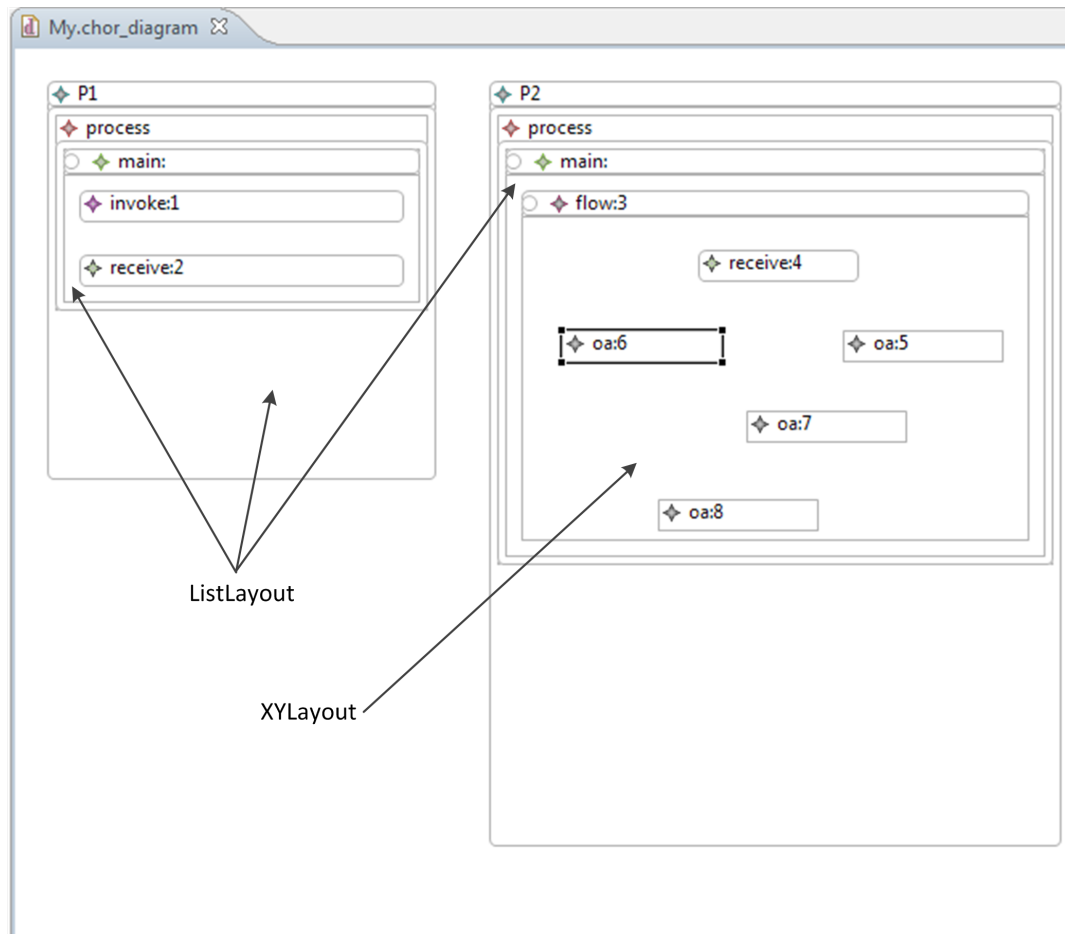 My.chor_diagram
P1
process
main:
invoke:1
receive:2
P2
process
main:
flow:3
receive:4
oa:6
oa:5
oa:7
oa:8
ListLayout
XYLayout